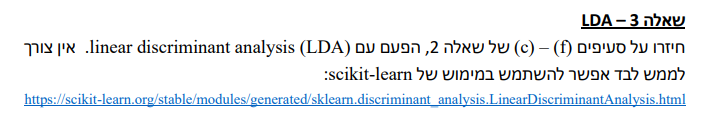 שאלה 3 – LDA
חיזרו על סעיפים (c) – (f) של שאלה 2, הפעם עם linear discriminant analysis (LDA). אין צורך
לממש לבד אפשר להשתמש במימוש של scikit-learn:
https://scikit-learn.org/stable/modules/generated/sklearn.discriminant_analysis.LinearDiscriminantAnalysis.html